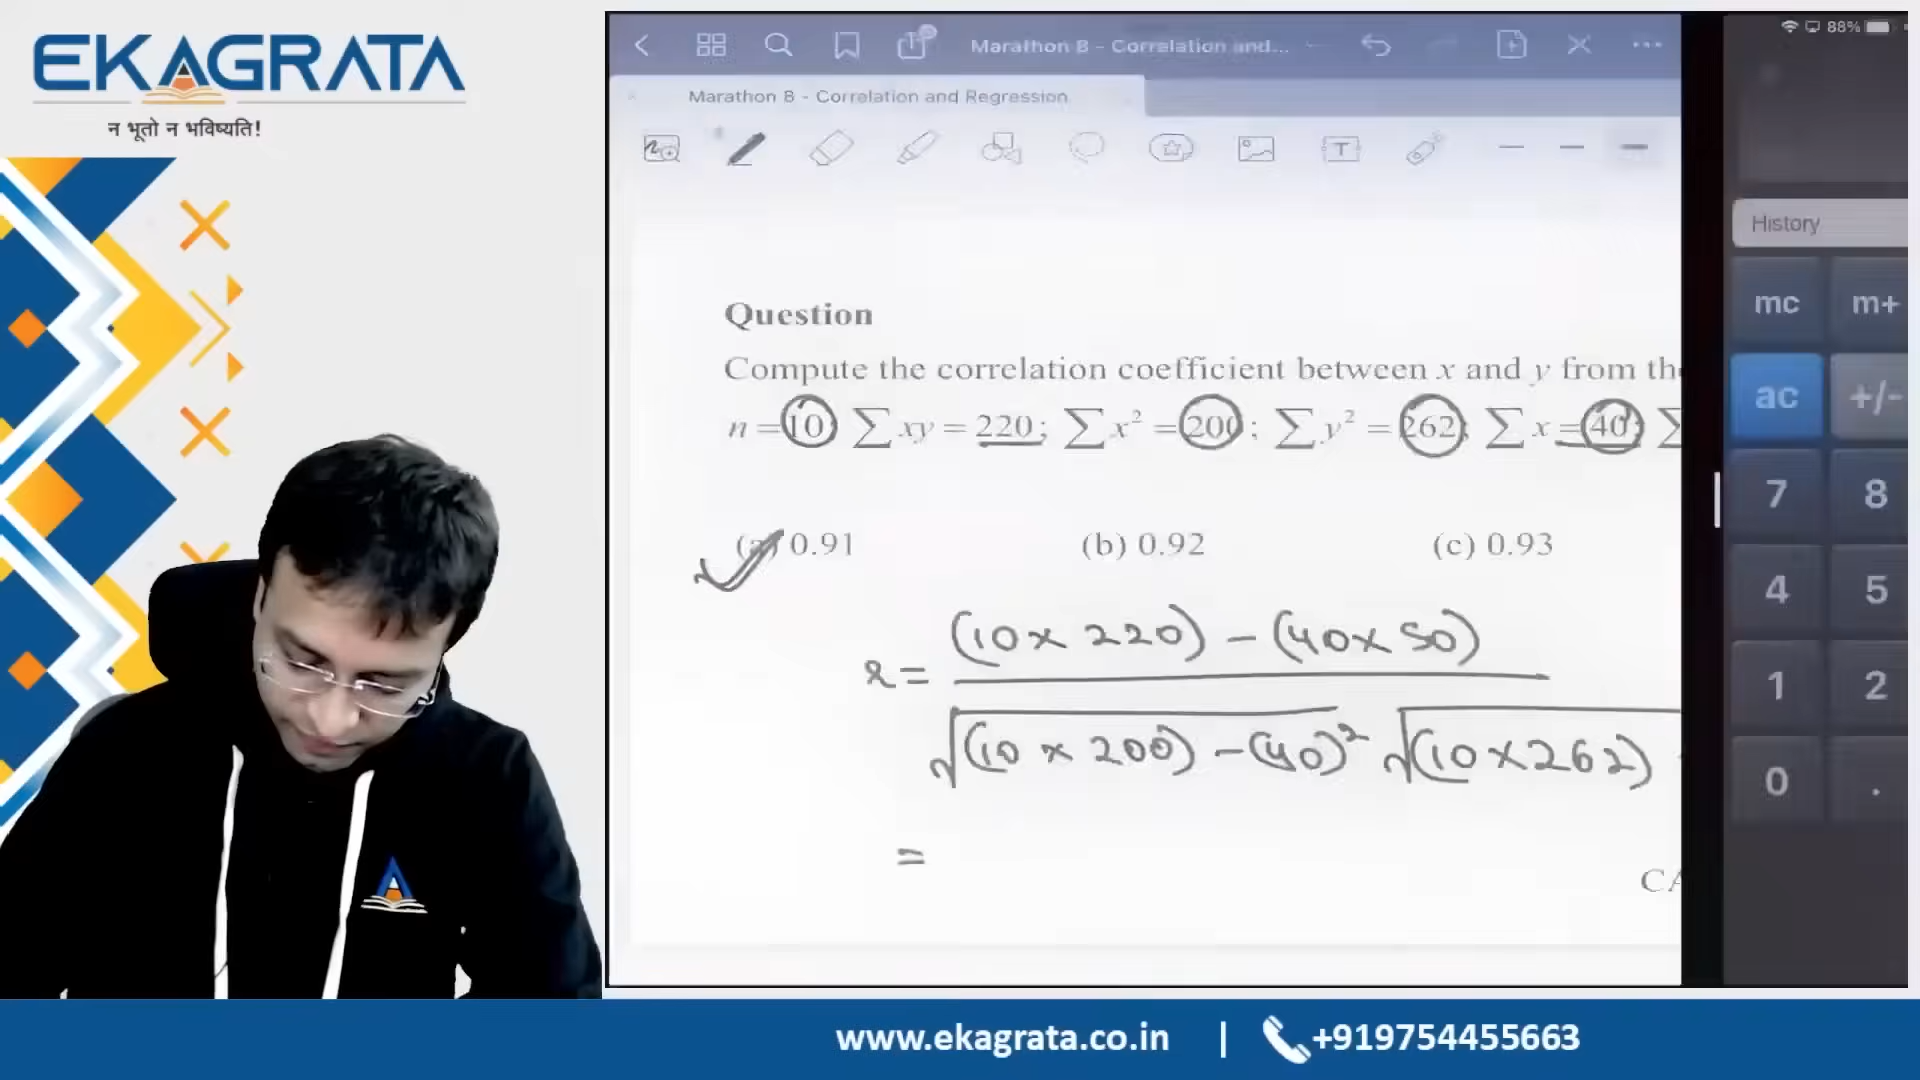 EKAGRATA
न भूतो न भविष्यति!
Marathon B - Correlation and...
88%
Marathon B - Correlation and Regression
T
History
mc m+
ac +/-
7 8
4 5
1 2
0 .
Question
Compute the correlation coefficient between x and y from
n = 10 ∑ xy = 220; ∑ x² = 200; ∑ y² = 262; ∑ x = 40; ∑
(a) 0.91 (b) 0.92 (c) 0.93
r = (10 × 220) - (40 × 50)
√(10 × 200) - (40)² √(10 × 262)
=
CA
www.ekagrata.co.in | +919754455663